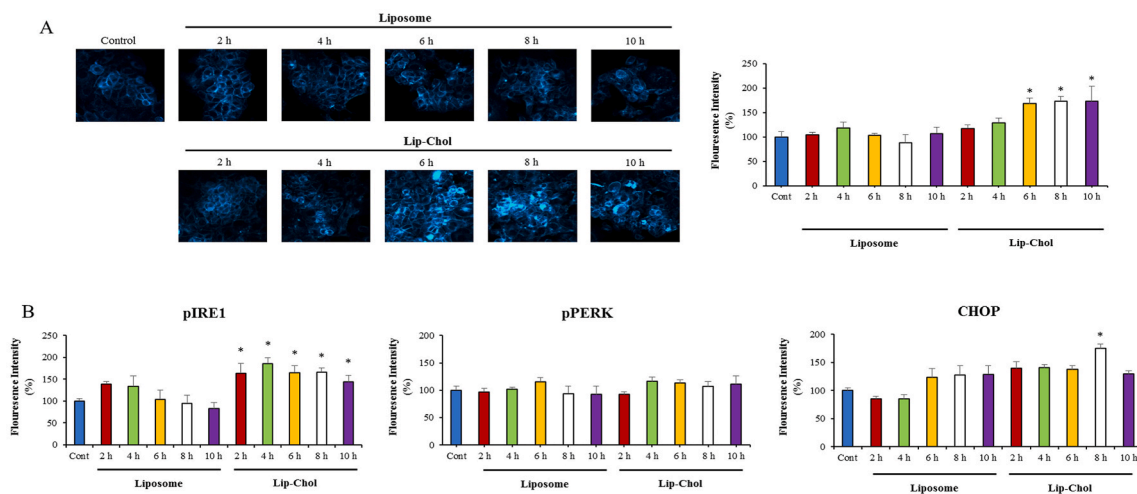 A
Liposome
Control 2 h 4 h 6 h 8 h 10 h
Lip-Chol
2 h 4 h 6 h 8 h 10 h
Flouresence Intensity
(%)
250
200
150
100
50
0
* * *
Cont 2 h 4 h 6 h 8 h 10 h 2 h 4 h 6 h 8 h 10 h
Liposome Lip-Chol
B
pIRE1
Flouresence Intensity
(%)
250
200
150
100
50
0
* * * * *
Cont 2 h 4 h 6 h 8 h 10 h 2 h 4 h 6 h 8 h 10 h
Liposome Lip-Chol
pPERK
Flouresence Intensity
(%)
200
150
100
50
0
Cont 2 h 4 h 6 h 8 h 10 h 2 h 4 h 6 h 8 h 10 h
Liposome Lip-Chol
CHOP
Flouresence Intensity
(%)
200
150
100
50
0
*
Cont 2 h 4 h 6 h 8 h 10 h 2 h 4 h 6 h 8 h 10 h
Liposome Lip-Chol